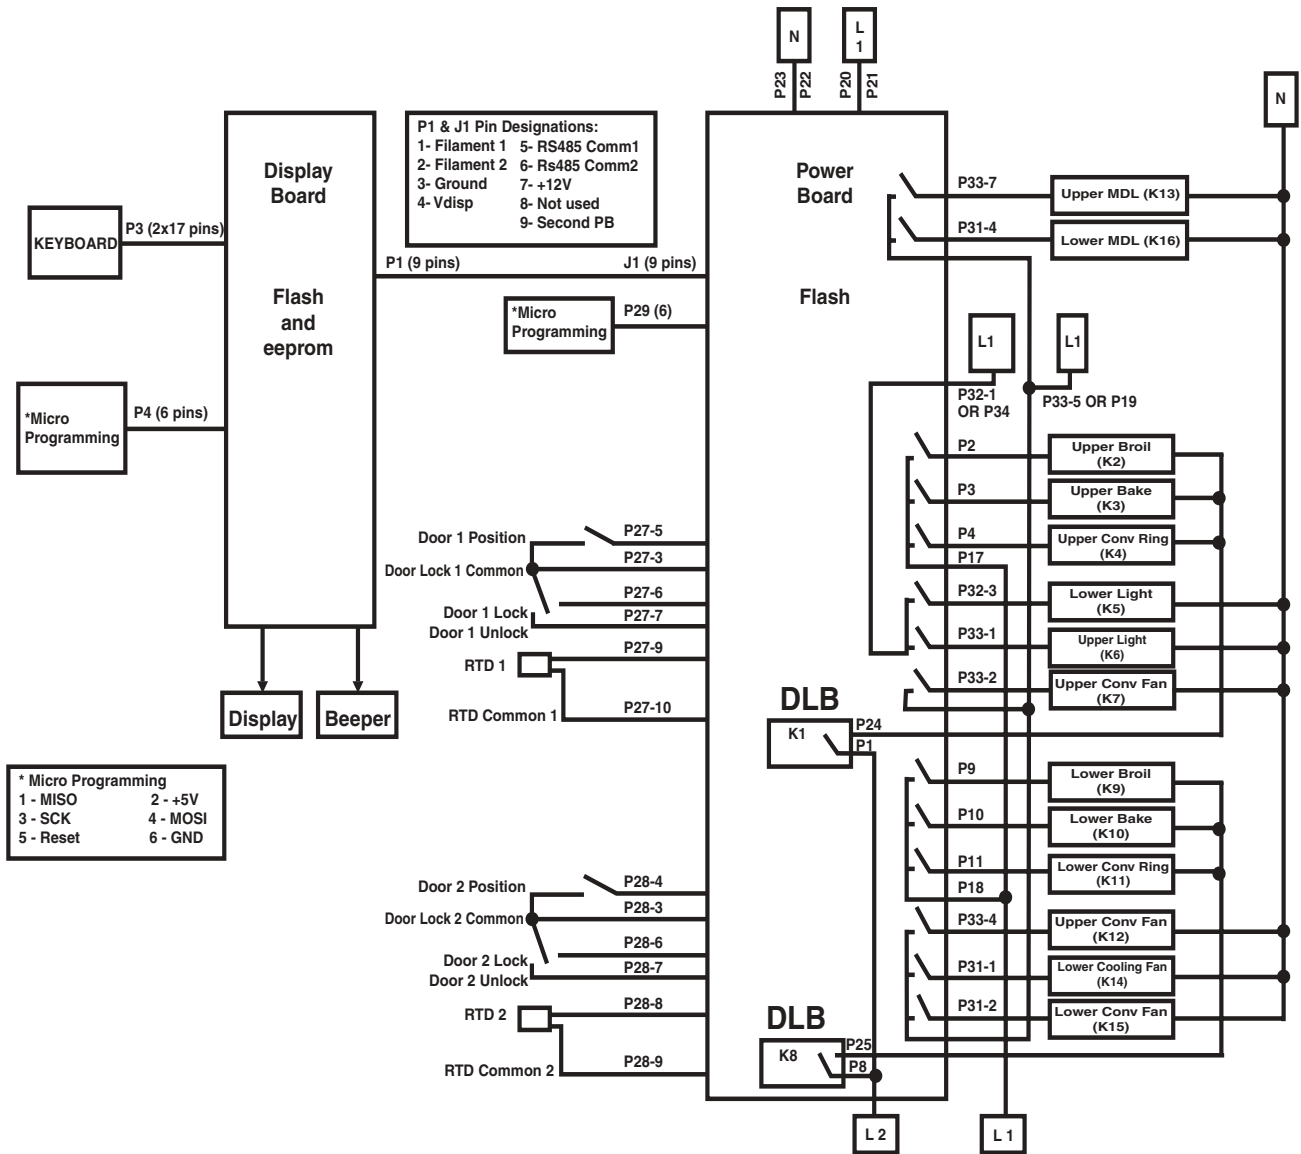 N
L
1
P23
P22
P20
P21
N
Display
Board
Flash
and
eeprom
P1 & J1 Pin Designations:
1- Filament 1 5- RS485 Comm1
2- Filament 2 6- Rs485 Comm2
3- Ground 7- +12V
4- Vdisp 8- Not used
9- Second PB
Power
Board
Flash
P33-7
Upper MDL (K13)
P31-4
Lower MDL (K16)
KEYBOARD
P3 (2x17 pins)
P1 (9 pins)
J1 (9 pins)
*Micro
Programming
P29 (6)
*Micro
Programming
P4 (6 pins)
L1
L1
P32-1
OR P34
P33-5 OR P19
P2
Upper Broil
(K2)
P3
Upper Bake
(K3)
P4
Upper Conv Ring
(K4)
P17
P32-3
Lower Light
(K5)
P33-1
Upper Light
(K6)
P33-2
Upper Conv Fan
(K7)
Door 1 Position
P27-5
Door Lock 1 Common
P27-3
P27-6
Door 1 Lock
P27-7
Door 1 Unlock
RTD 1
P27-9
RTD Common 1
P27-10
Display
Beeper
DLB
K1
P24
P1
* Micro Programming
1 - MISO 2 - +5V
3 - SCK 4 - MOSI
5 - Reset 6 - GND
P9
Lower Broil
(K9)
P10
Lower Bake
(K10)
P11
Lower Conv Ring
(K11)
P18
P33-4
Upper Conv Fan
(K12)
P31-1
Lower Cooling Fan
(K14)
P31-2
Lower Conv Fan
(K15)
Door 2 Position
P28-4
Door Lock 2 Common
P28-3
P28-6
Door 2 Lock
P28-7
Door 2 Unlock
RTD 2
P28-8
RTD Common 2
P28-9
DLB
K8
P25
P8
L 2
L 1